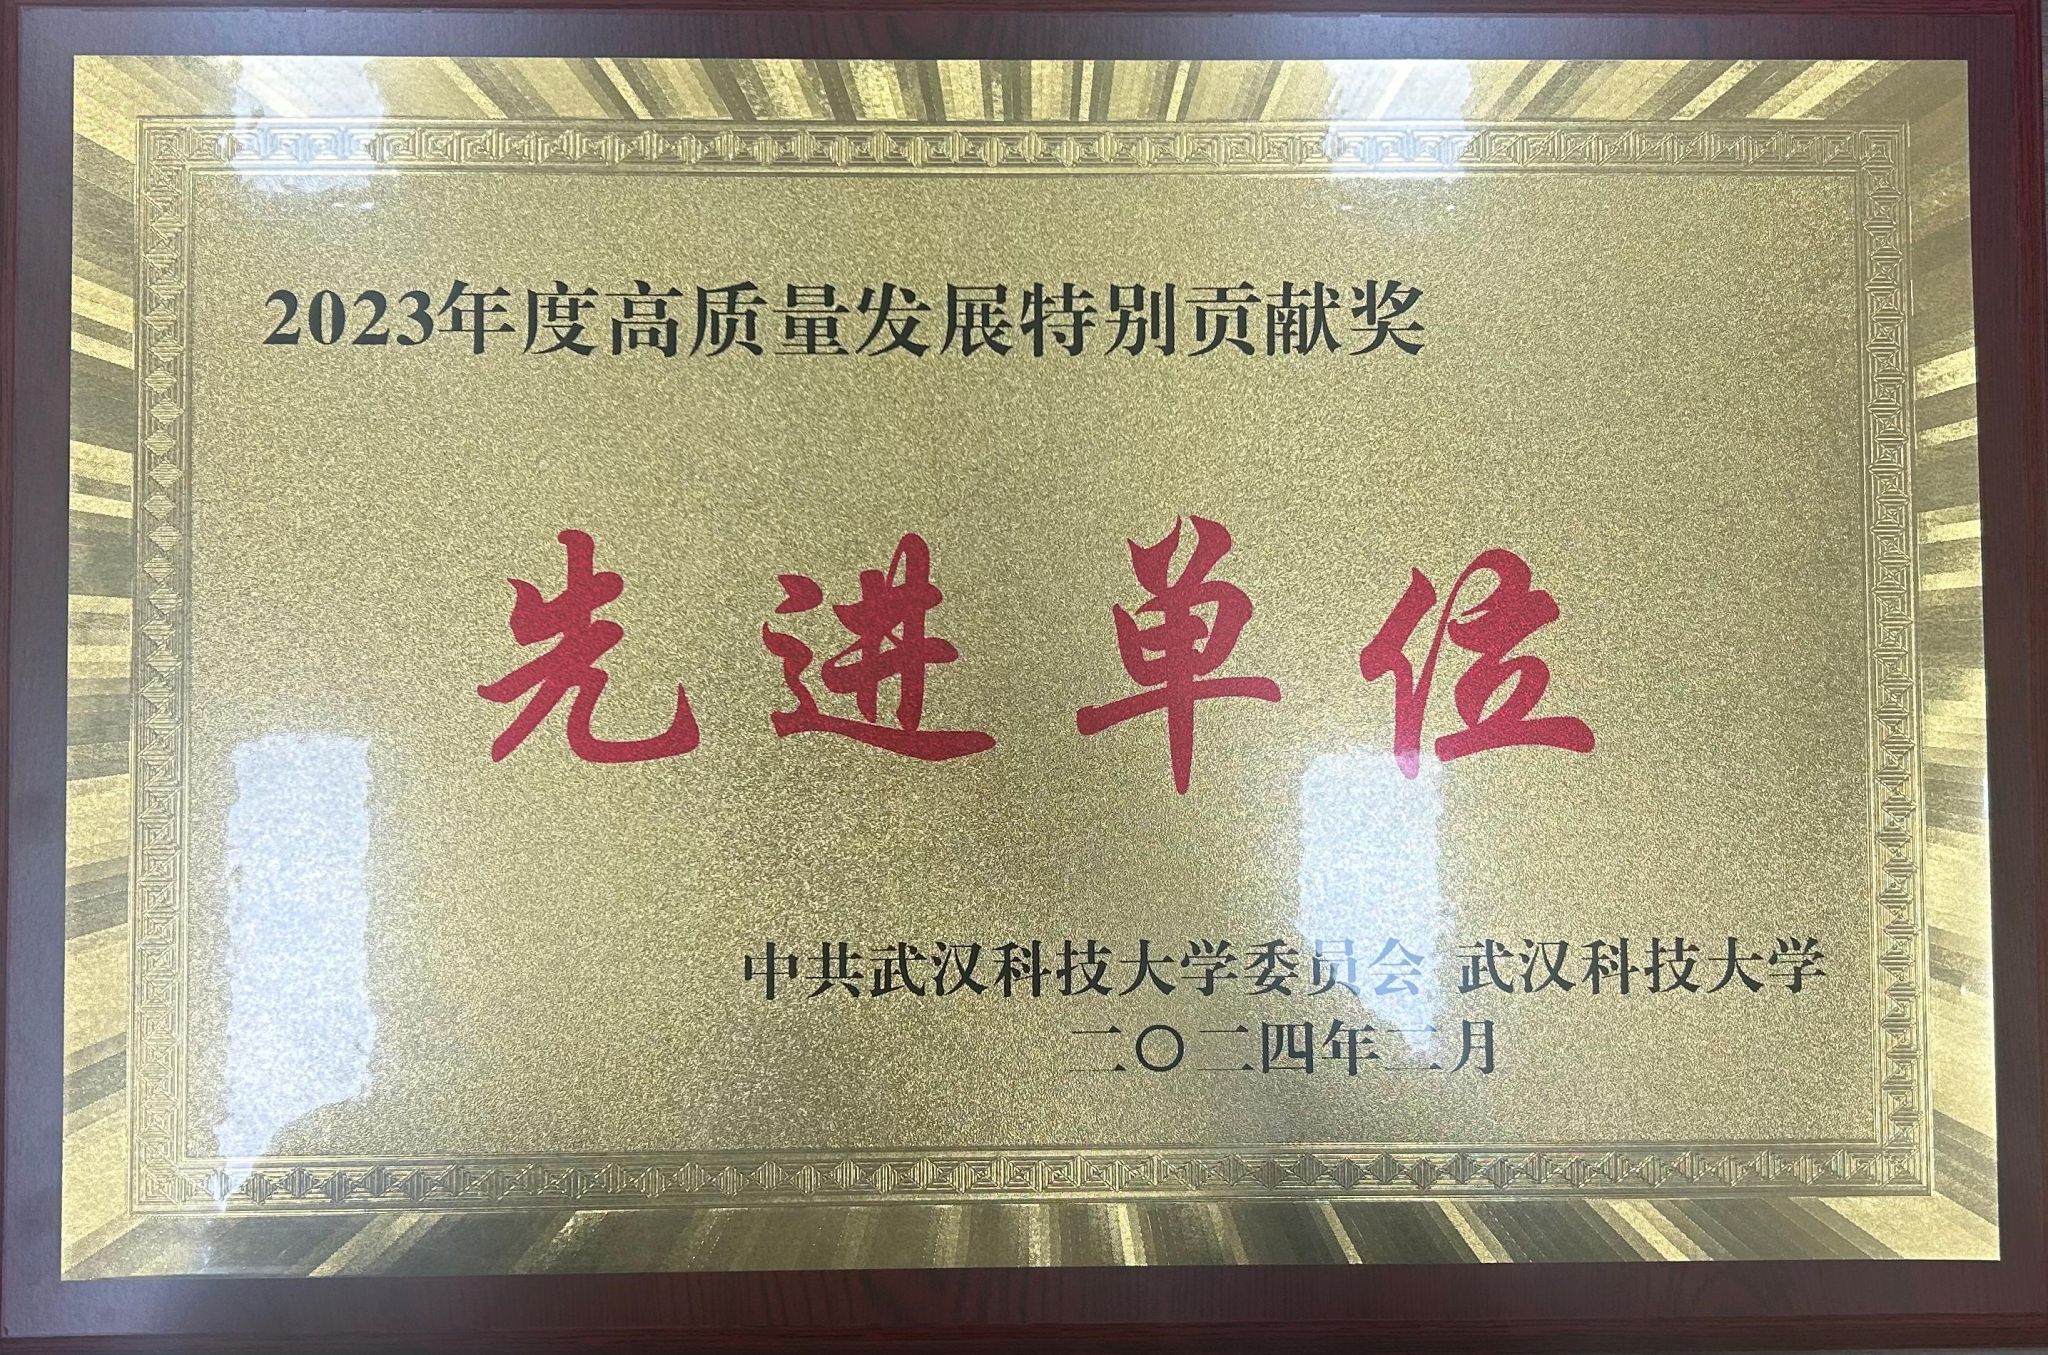 2023年度高质量发展特别贡献奖
先进单位
中共武汉科技大学委员会 武汉科技大学
二〇二四年二月